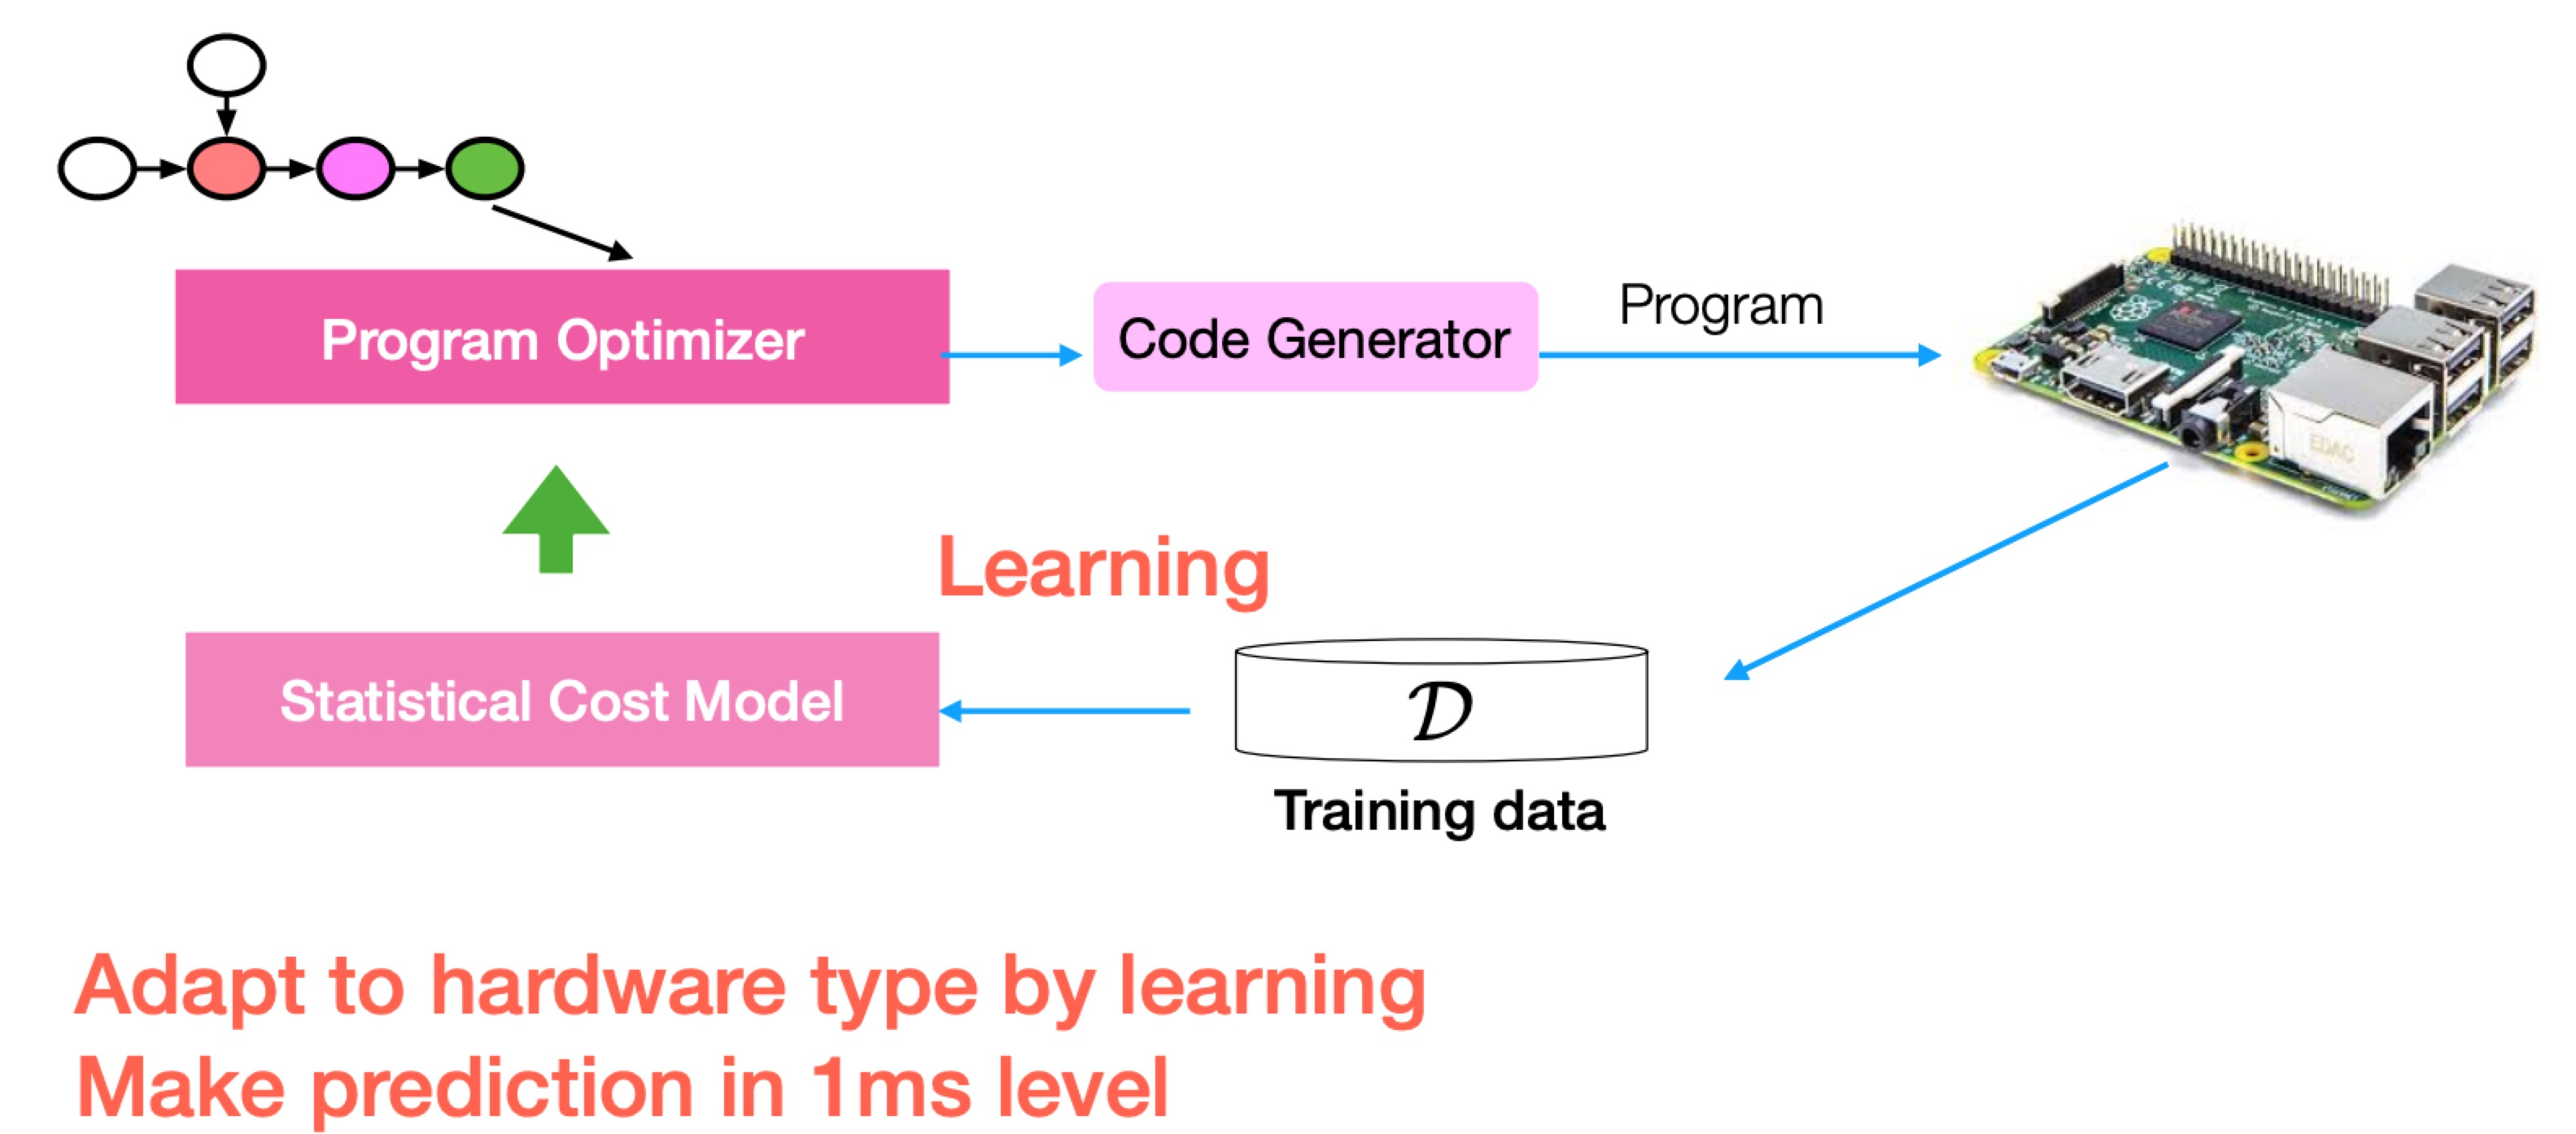 Program Optimizer
Code Generator
Program
EDAC
Learning
Statistical Cost Model
𝒟
Training data
Adapt to hardware type by learning
Make prediction in 1ms level